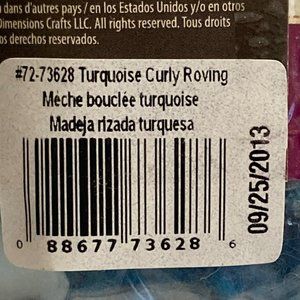 dans d'autres pays / en los Estados Unidos y/o en otros
Dimensions Crafts LLC. All rights reserved. Tous droits
os derechos reservados.
#72-73628 Turquoise Curly Roving
Mèche bouclée turquoise
Madeja rizada turquesa
09/25/2013
0 88677 73628 6